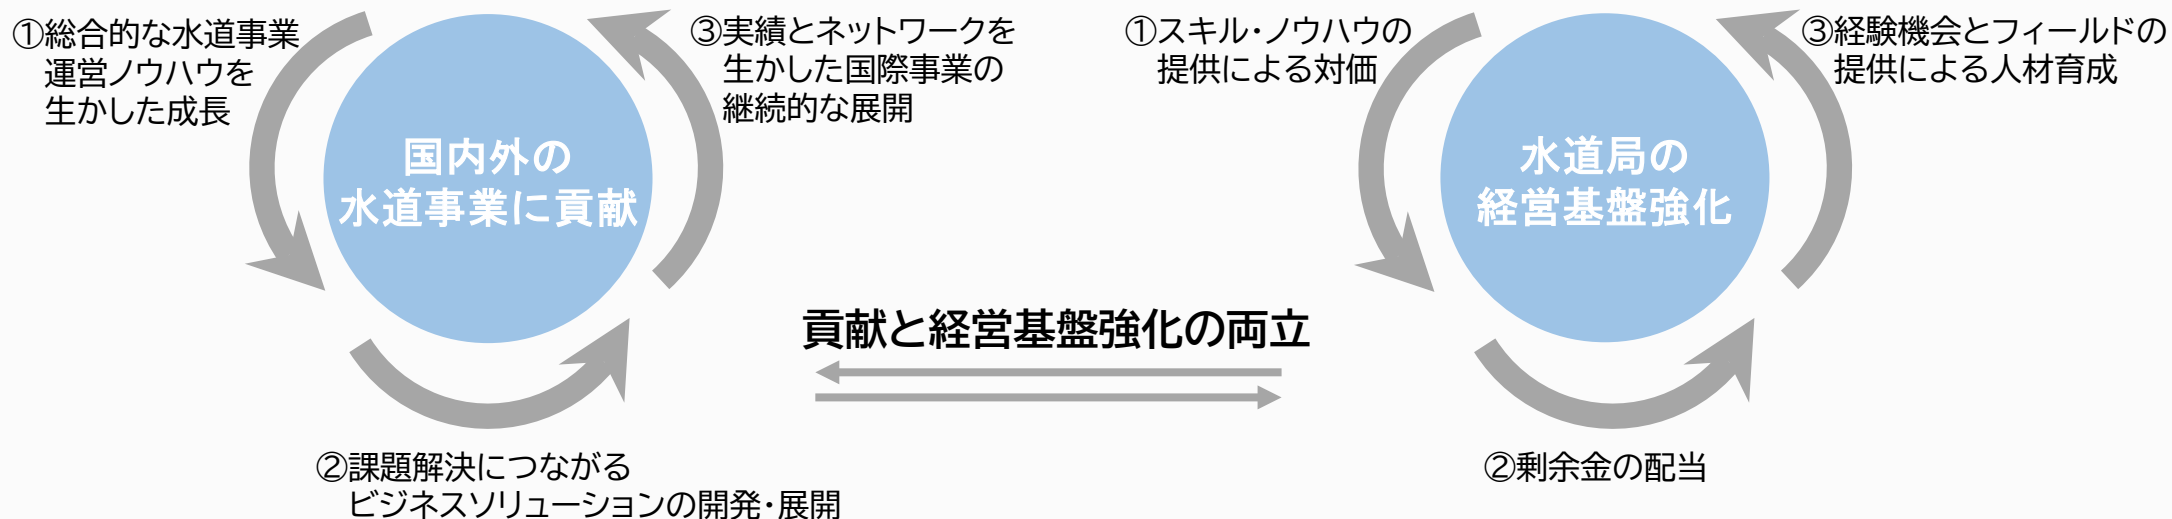 ①総合的な水道事業
運営ノウハウを
生かした成長
国内外の
水道事業に貢献
③実績とネットワークを
生かした国際事業の
継続的な展開
②課題解決につながる
ビジネスソリューションの開発・展開
貢献と経営基盤強化の両立
①スキル・ノウハウの
提供による対価
水道局の
経営基盤強化
③経験機会とフィールドの
提供による人材育成
②剰余金の配当